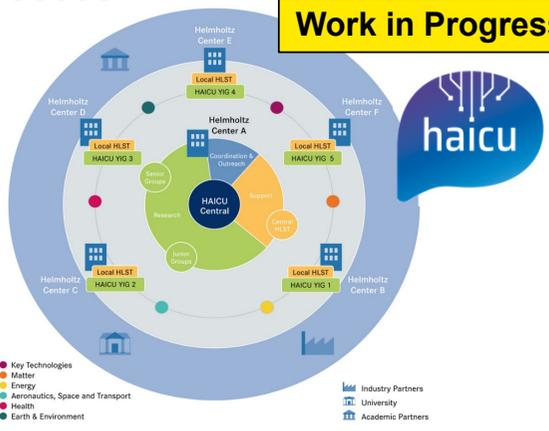 Work in Progress
haicu
Helmholtz
Center E
Local HLST
HAICU YIG 4
Helmholtz
Center D
Local HLST
HAICU YIG 3
Helmholtz
Center A
Helmholtz
Center F
Local HLST
HAICU YIG 5
Coordination &
Outreach
Senior
Groups
Research
HAICU
Central
Support
Central
HLST
Junior
Groups
Helmholtz
Center C
Local HLST
HAICU YIG 2
Local HLST
HAICU YIG 1
Helmholtz
Center B
Key Technologies
Matter
Energy
Aeronautics, Space and Transport
Health
Earth & Environment
Industry Partners
University
Academic Partners